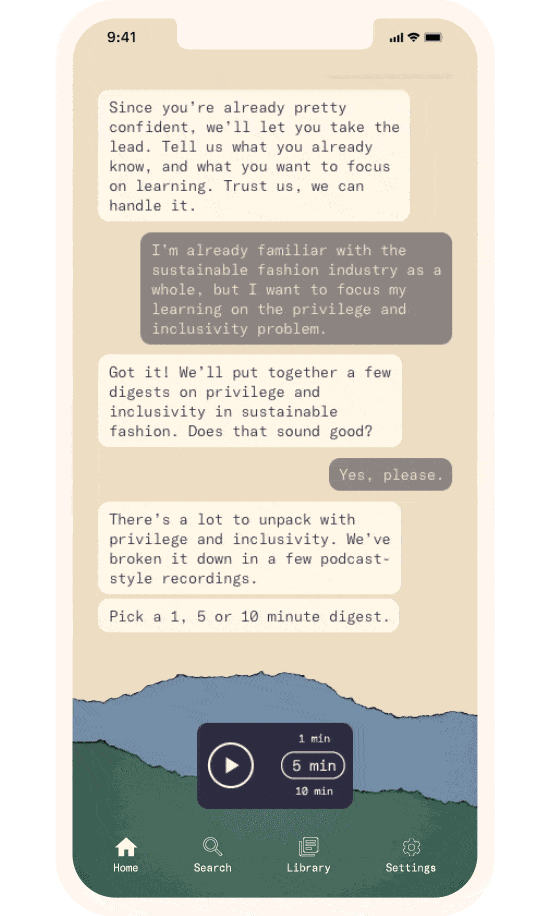 9:41
Since you’re already pretty
confident, we’ll let you take the
lead. Tell us what you already
know, and what you want to focus
on learning. Trust us, we can
handle it.
I’m already familiar with the
sustainable fashion industry as a
whole, but I want to focus my
learning on the privilege and
inclusivity problem.
Got it! We’ll put together a few
digests on privilege and
inclusivity in sustainable
fashion. Does that sound good?
Yes, please.
There’s a lot to unpack with
privilege and inclusivity. We’ve
broken it down in a few podcast-
style recordings.
Pick a 1, 5 or 10 minute digest.
1 min
5 min
10 min
Home
Search
Library
Settings